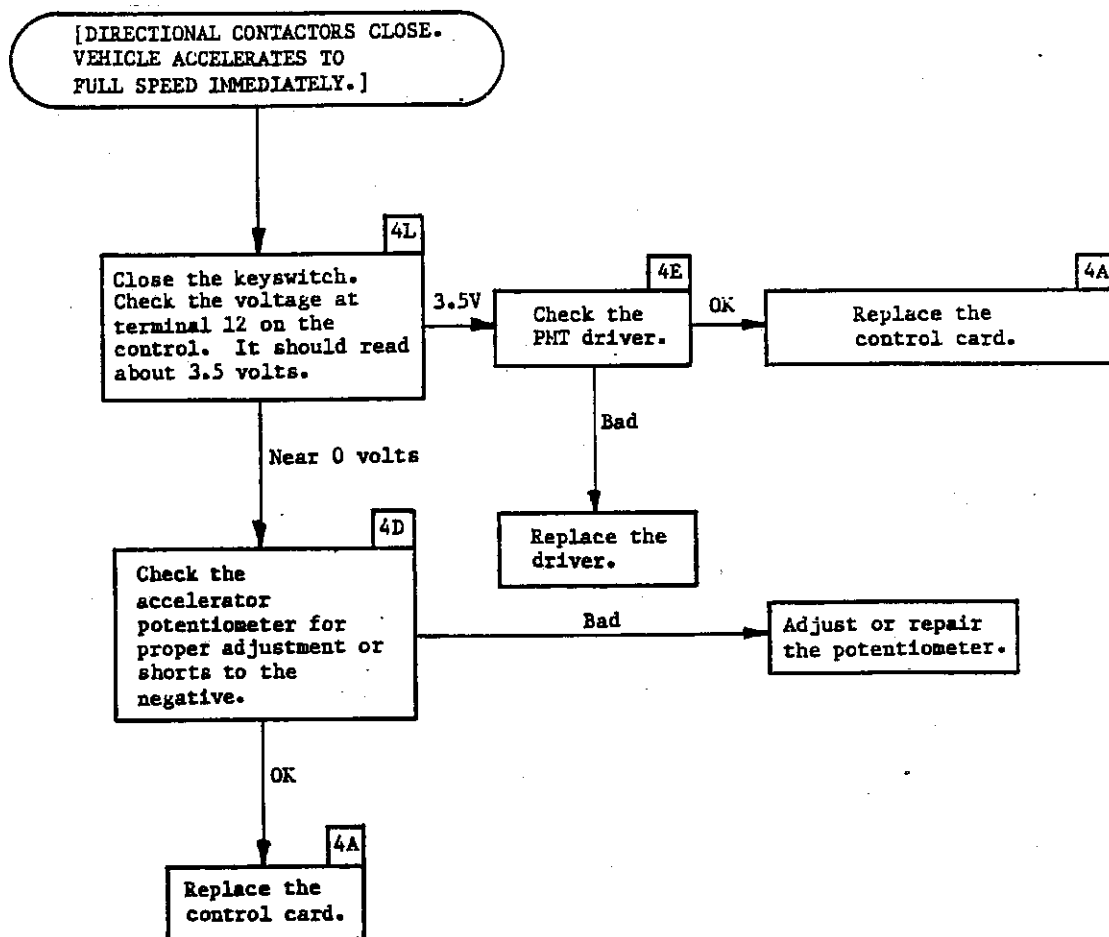 [DIRECTIONAL CONTACTORS CLOSE.
VEHICLE ACCELERATES TO
FULL SPEED IMMEDIATELY.]
4L
Close the keyswitch.
Check the voltage at
terminal 12 on the
control. It should read
about 3.5 volts.
3.5V
4E
Check the
PMT driver.
OK
4A
Replace the
control card.
Bad
Replace the
driver.
Near 0 volts
4D
Check the
accelerator
potentiometer for
proper adjustment or
shorts to the
negative.
Bad
Adjust or repair
the potentiometer.
OK
4A
Replace the
control card.